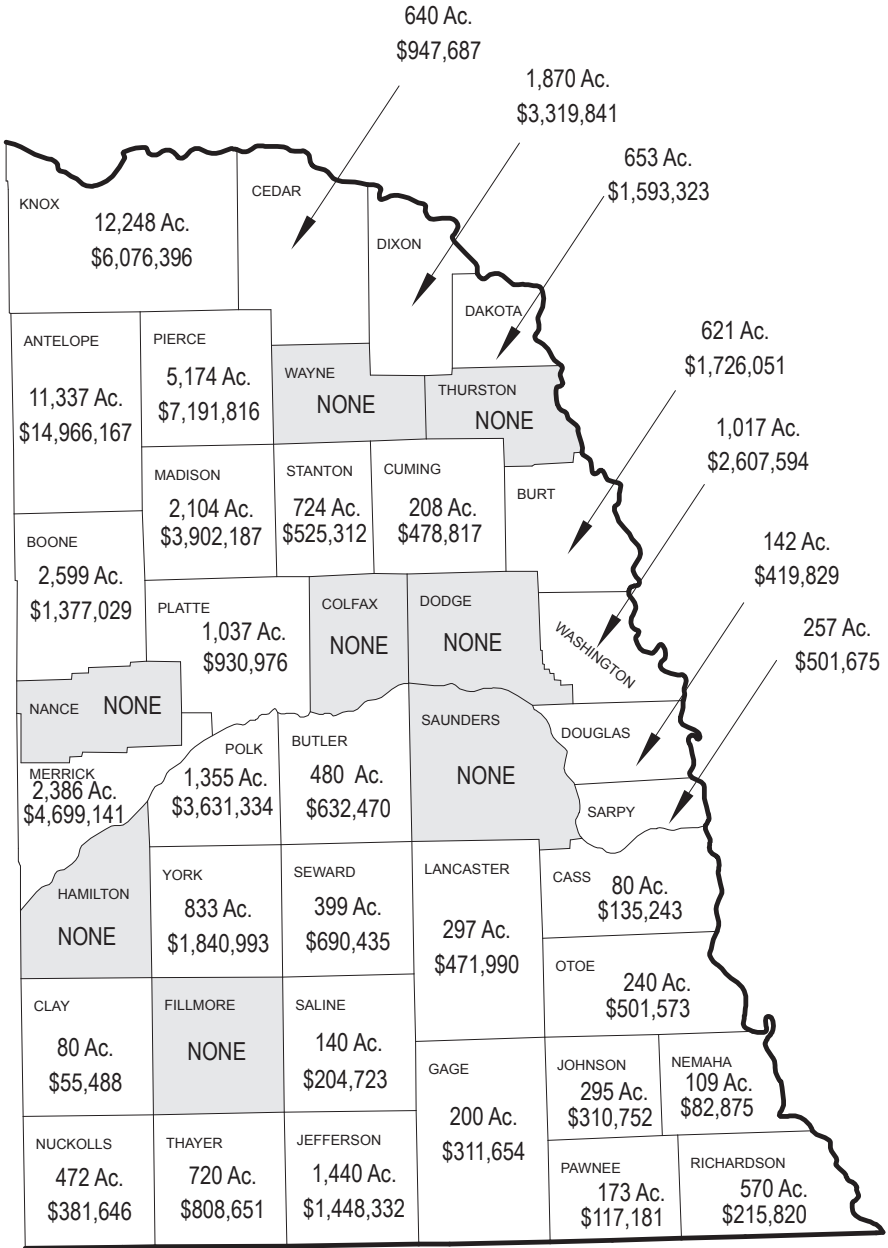 640 Ac.
$947,687
1,870 Ac.
$3,319,841
653 Ac.
$1,593,323
KNOX
12,248 Ac.
$6,076,396
CEDAR
DIXON
DAKOTA
621 Ac.
$1,726,051
ANTELOPE
11,337 Ac.
$14,966,167
PIERCE
5,174 Ac.
$7,191,816
WAYNE
NONE
THURSTON
NONE
1,017 Ac.
$2,607,594
MADISON
2,104 Ac.
$3,902,187
STANTON
724 Ac.
$525,312
CUMING
208 Ac.
$478,817
BURT
142 Ac.
$419,829
BOONE
2,599 Ac.
$1,377,029
PLATTE
1,037 Ac.
$930,976
COLFAX
NONE
DODGE
NONE
WASHINGTON
257 Ac.
$501,675
NANCE
NONE
SAUNDERS
NONE
DOUGLAS
MERRICK
2,386 Ac.
$4,699,141
POLK
1,355 Ac.
$3,631,334
BUTLER
480 Ac.
$632,470
SARPY
HAMILTON
NONE
YORK
833 Ac.
$1,840,993
SEWARD
399 Ac.
$690,435
LANCASTER
297 Ac.
$471,990
CASS
80 Ac.
$135,243
OTOE
240 Ac.
$501,573
CLAY
80 Ac.
$55,488
FILLMORE
NONE
SALINE
140 Ac.
$204,723
GAGE
200 Ac.
$311,654
JOHNSON
295 Ac.
$310,752
NEMAHA
109 Ac.
$82,875
NUCKOLLS
472 Ac.
$381,646
THAYER
720 Ac.
$808,651
JEFFERSON
1,440 Ac.
$1,448,332
PAWNEE
173 Ac.
$117,181
RICHARDSON
570 Ac.
$215,820